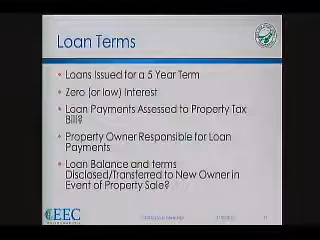 Loan Terms
Loans Issued for a 5 Year Term
Zero (or low) Interest
Loan Payments Assessed to Property Tax
Bill?
Property Owner Responsible for Loan
Payments
Loan Balance and terms
Disclosed/Transferred to New Owner in
Event of Property Sale?
EEC